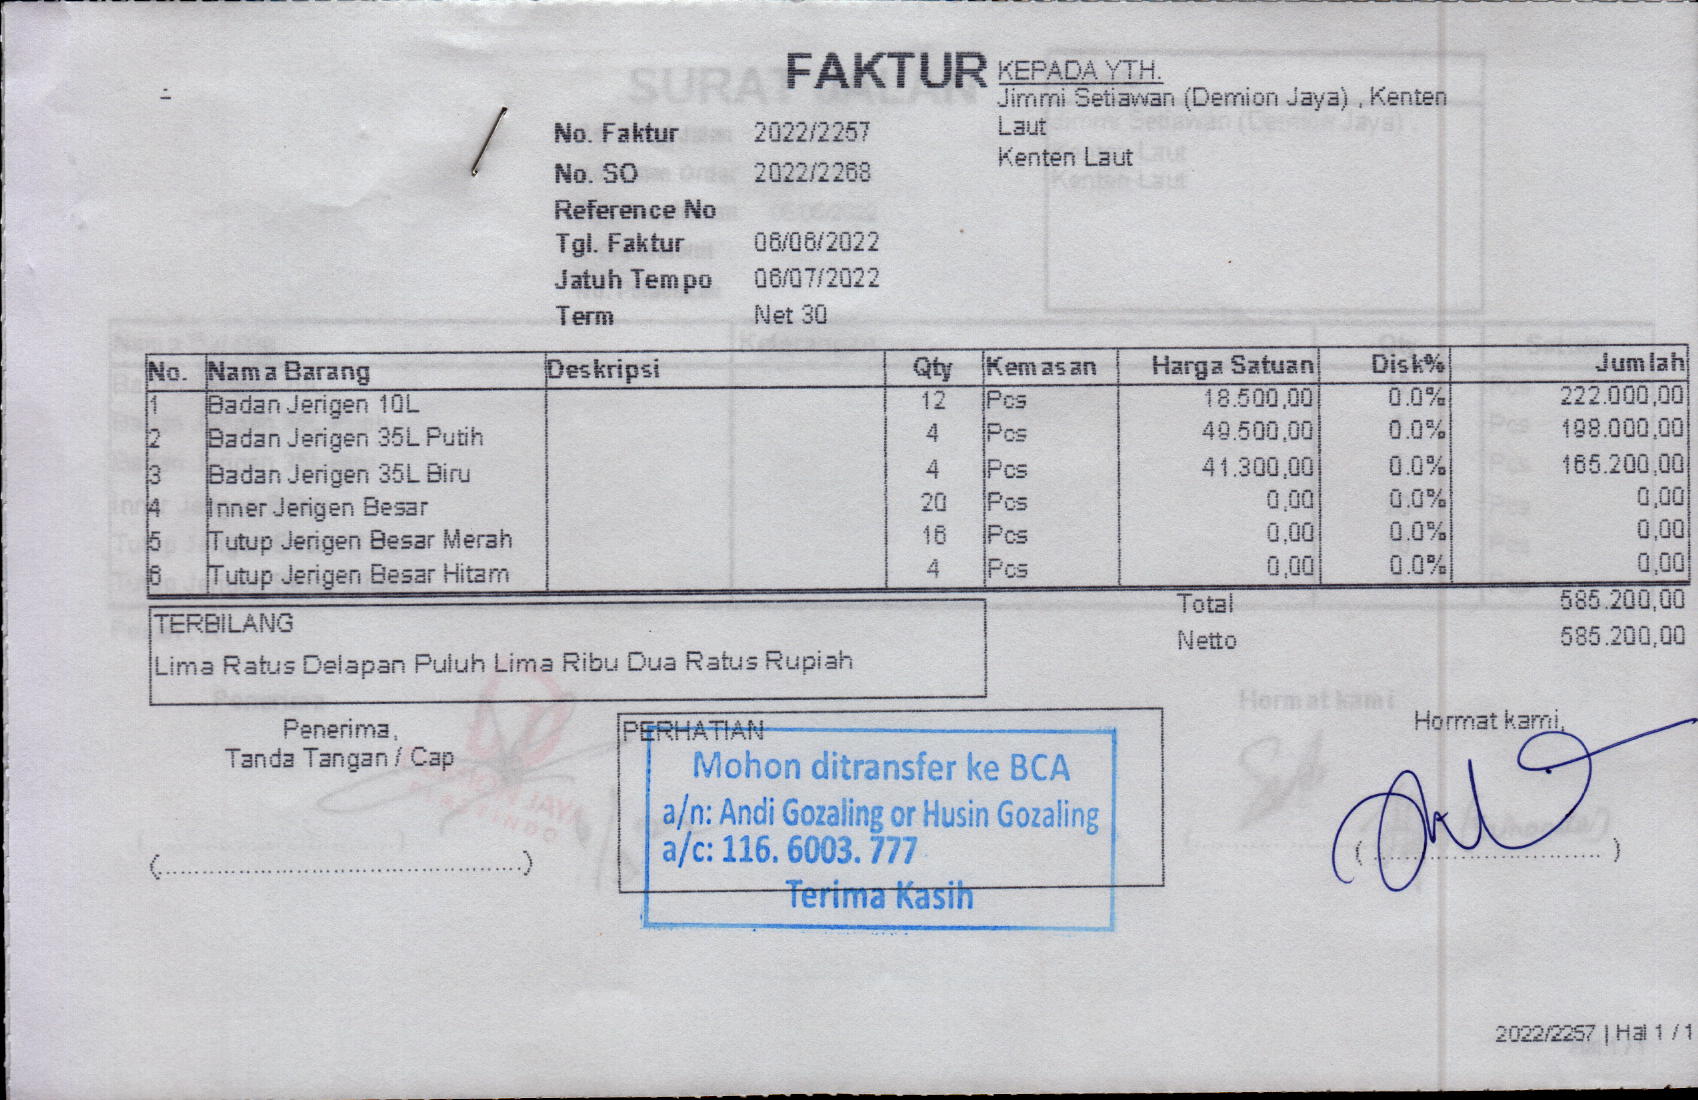 FAKTUR
KEPADA YTH.
Jimmi Setiawan (Demion Jaya) , Kenten
Laut
Kenten Laut
No. Faktur 2022/2257
No. SO 2022/2268
Reference No
Tgl. Faktur 06/06/2022
Jatuh Tempo 06/07/2022
Term Net 30
No. Nama Barang Deskripsi Qty Kemasan Harga Satuan Disk% Jumlah
1 Badan Jerigen 10L 12 Pcs 18.500,00 0.0% 222.000,00
2 Badan Jerigen 35L Putih 4 Pcs 49.500,00 0.0% 198.000,00
3 Badan Jerigen 35L Biru 4 Pcs 41.300,00 0.0% 165.200,00
4 Inner Jerigen Besar 20 Pcs 0,00 0.0% 0,00
5 Tutup Jerigen Besar Merah 16 Pcs 0,00 0.0% 0,00
6 Tutup Jerigen Besar Hitam 4 Pcs 0,00 0.0% 0,00
Total 585.200,00
Netto 585.200,00
TERBILANG
Lima Ratus Delapan Puluh Lima Ribu Dua Ratus Rupiah
Penerima,
Tanda Tangan / Cap
PERHATIAN
Mohon ditransfer ke BCA
a/n: Andi Gozaling or Husin Gozaling
a/c: 116. 6003. 777
Terima Kasih
Hormat kami,
2022/2257 | Hal 1 / 1